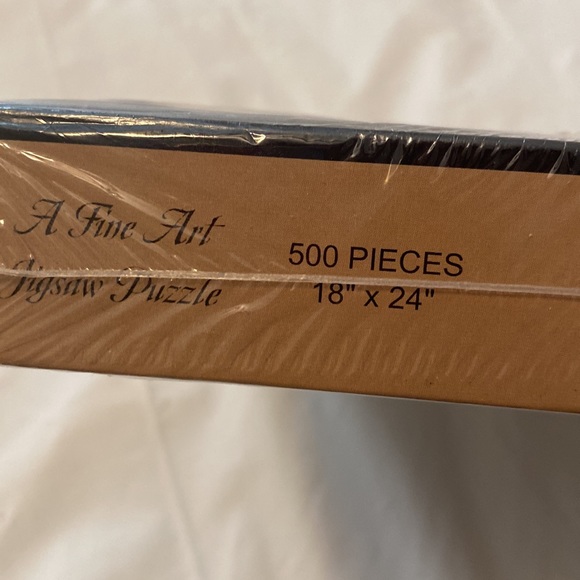 A Fine Art
Jigsaw Puzzle
500 PIECES
18" x 24"